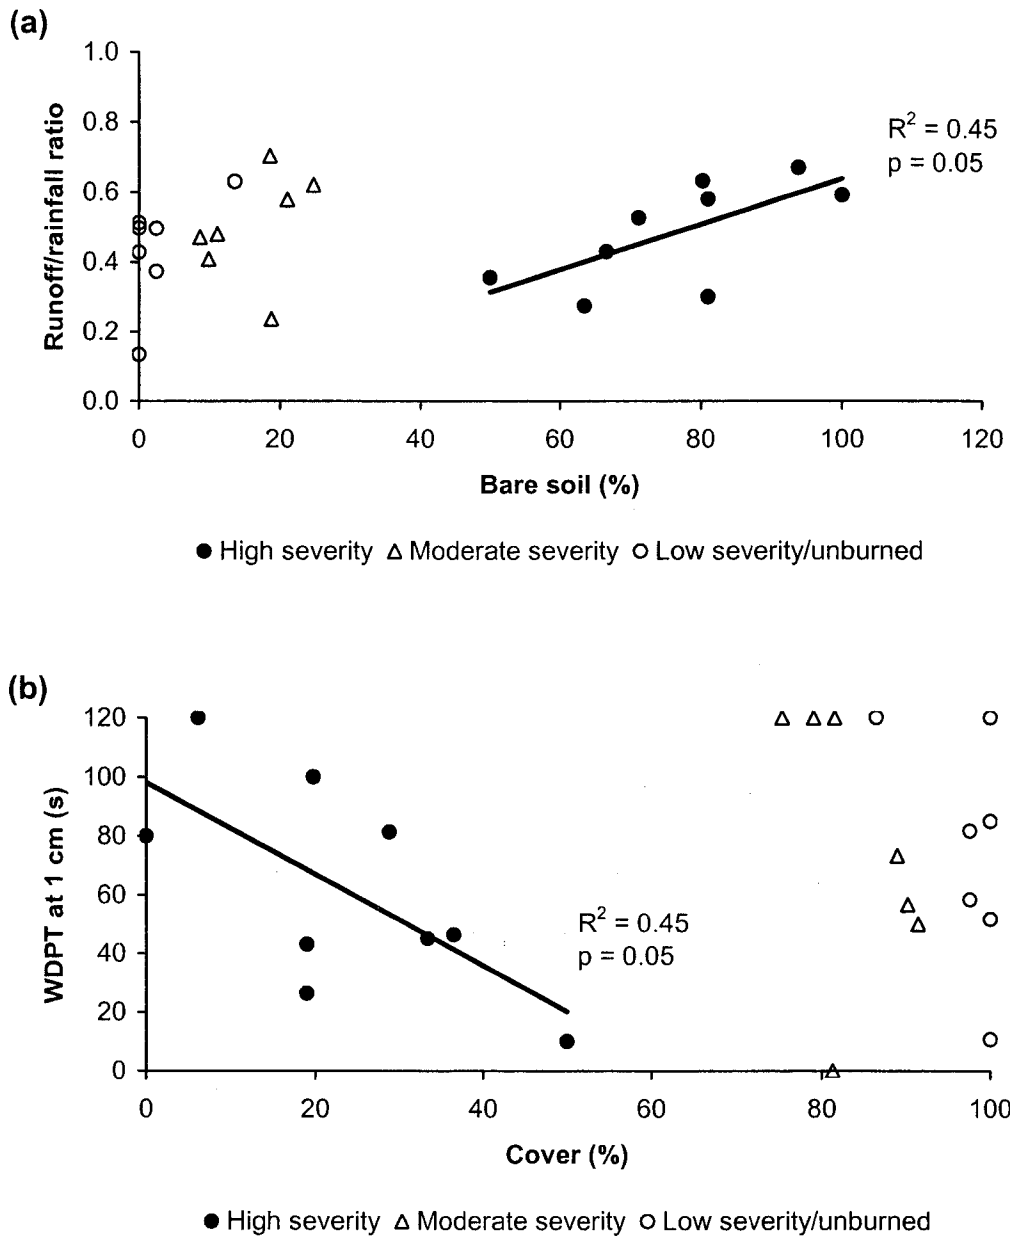 (a)
1.0
0.8
0.6
0.4
0.2
0.0
Runoff/rainfall ratio
R² = 0.45
p = 0.05
0 20 40 60 80 100 120
Bare soil (%)
● High severity △ Moderate severity ○ Low severity/unburned
(b)
120
100
80
60
40
20
0
WDPT at 1 cm (s)
R² = 0.45
p = 0.05
0 20 40 60 80 100
Cover (%)
● High severity △ Moderate severity ○ Low severity/unburned